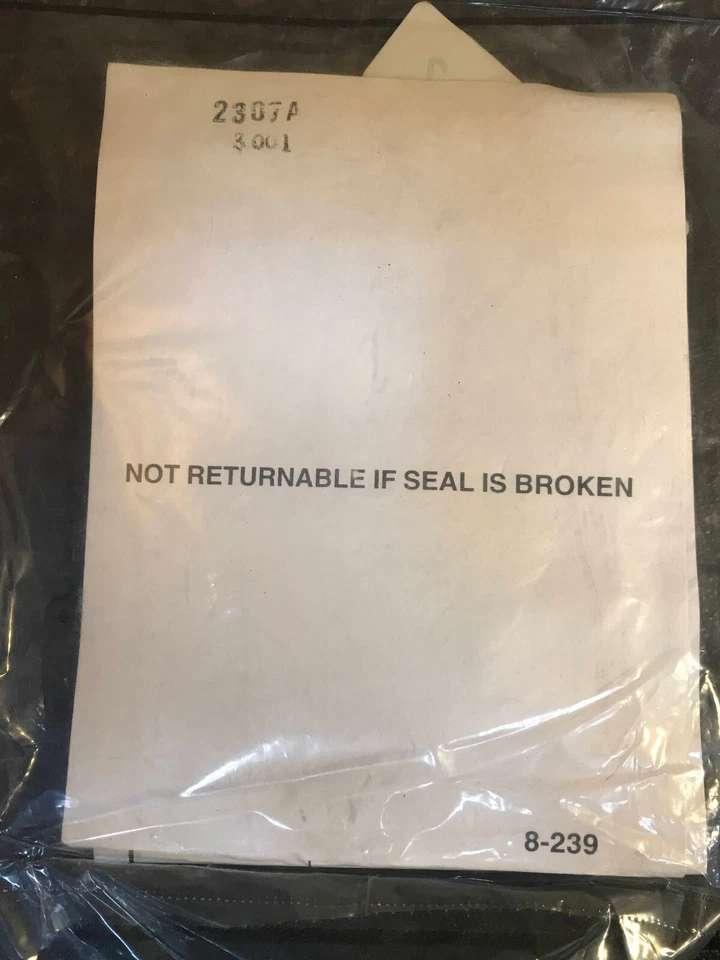 2307A
3001
NOT RETURNABLE IF SEAL IS BROKEN
8-239